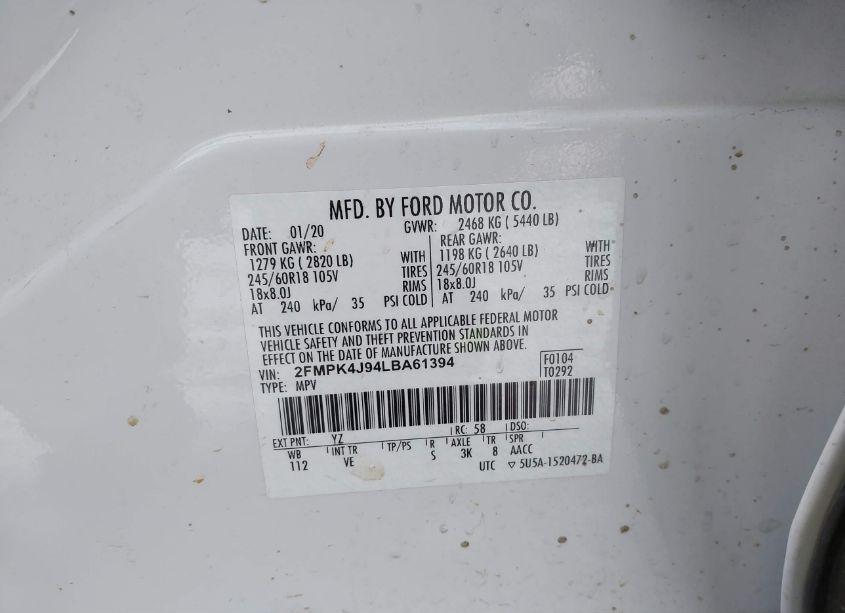 MFD. BY FORD MOTOR CO.
DATE: 01/20 GVWR: 2468 KG ( 5440 LB)
FRONT GAWR: REAR GAWR:
1279 KG ( 2820 LB) WITH 1198 KG ( 2640 LB) WITH
245/60R18 105V TIRES 245/60R18 105V TIRES
18x8.0J RIMS 18x8.0J RIMS
AT 240 kPa/ 35 PSI COLD AT 240 kPa/ 35 PSI COLD
THIS VEHICLE CONFORMS TO ALL APPLICABLE FEDERAL MOTOR
VEHICLE SAFETY AND THEFT PREVENTION STANDARDS IN
EFFECT ON THE DATE OF MANUFACTURE SHOWN ABOVE.
VIN: 2FMPK4J94LBA61394 F0104
TYPE: MPV T0292
EXT PNT: YZ RC: 58 DSO:
WB INT TR TP/PS R AXLE TR SPR
112 VE S 3K 8 AACC
UTC ▽ 5U5A-1520472-BA